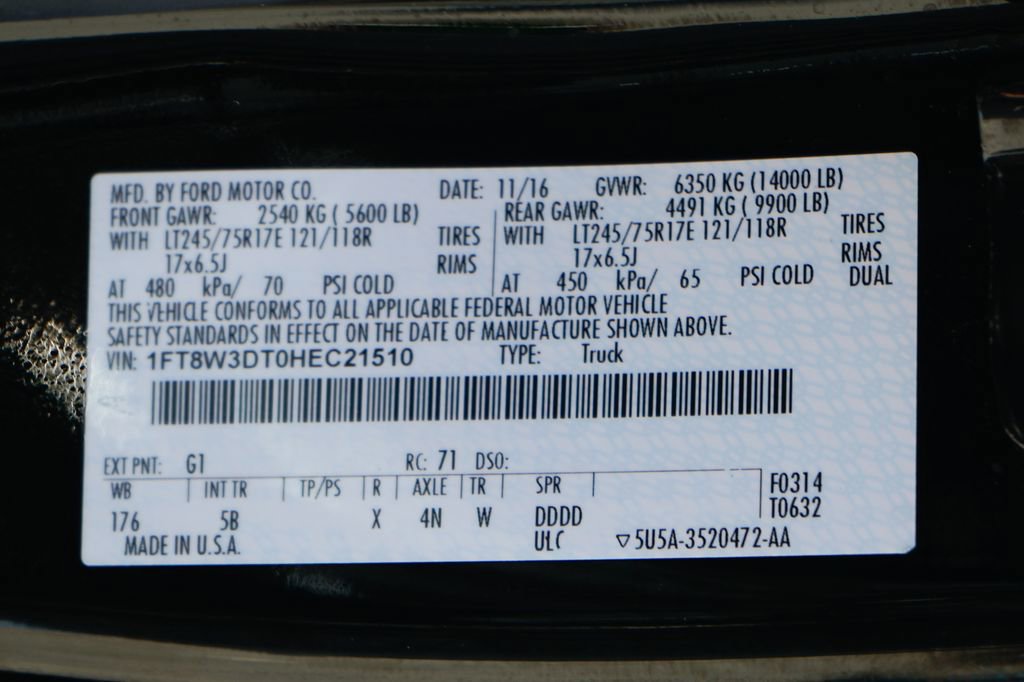 MFD. BY FORD MOTOR CO. DATE: 11/16 GVWR: 6350 KG (14000 LB)
FRONT GAWR: 2540 KG ( 5600 LB) REAR GAWR: 4491 KG ( 9900 LB)
WITH LT245/75R17E 121/118R TIRES WITH LT245/75R17E 121/118R TIRES
17x6.5J RIMS 17x6.5J RIMS
AT 480 kPa/ 70 PSI COLD AT 450 kPa/ 65 PSI COLD DUAL
THIS VEHICLE CONFORMS TO ALL APPLICABLE FEDERAL MOTOR VEHICLE
SAFETY STANDARDS IN EFFECT ON THE DATE OF MANUFACTURE SHOWN ABOVE.
VIN: 1FT8W3DT0HEC21510 TYPE: Truck
EXT PNT: G1 RC: 71 DSO:
WB INT TR TP/PS R AXLE TR SPR F0314
176 5B X 4N W DDDD T0632
MADE IN U.S.A. ULC ▽5U5A-3520472-AA